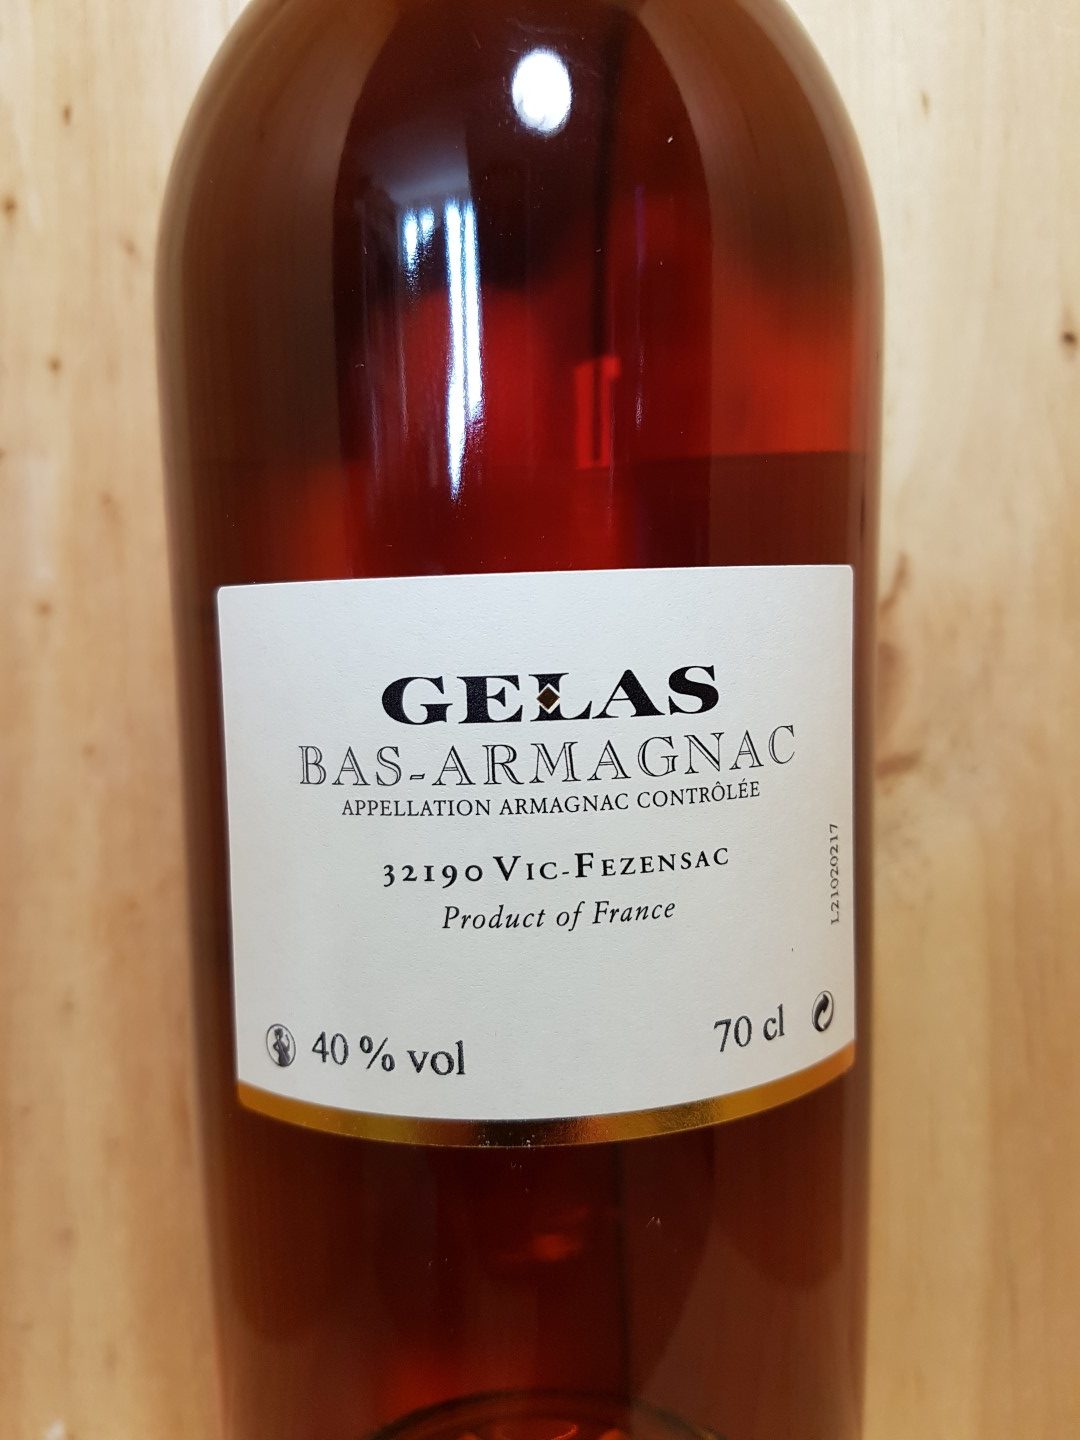 GELAS
BAS-ARMAGNAC
APPELLATION ARMAGNAC CONTRÔLÉE
32190 VIC-FEZENSAC
Product of France
L21020217
40 % vol
70 cl